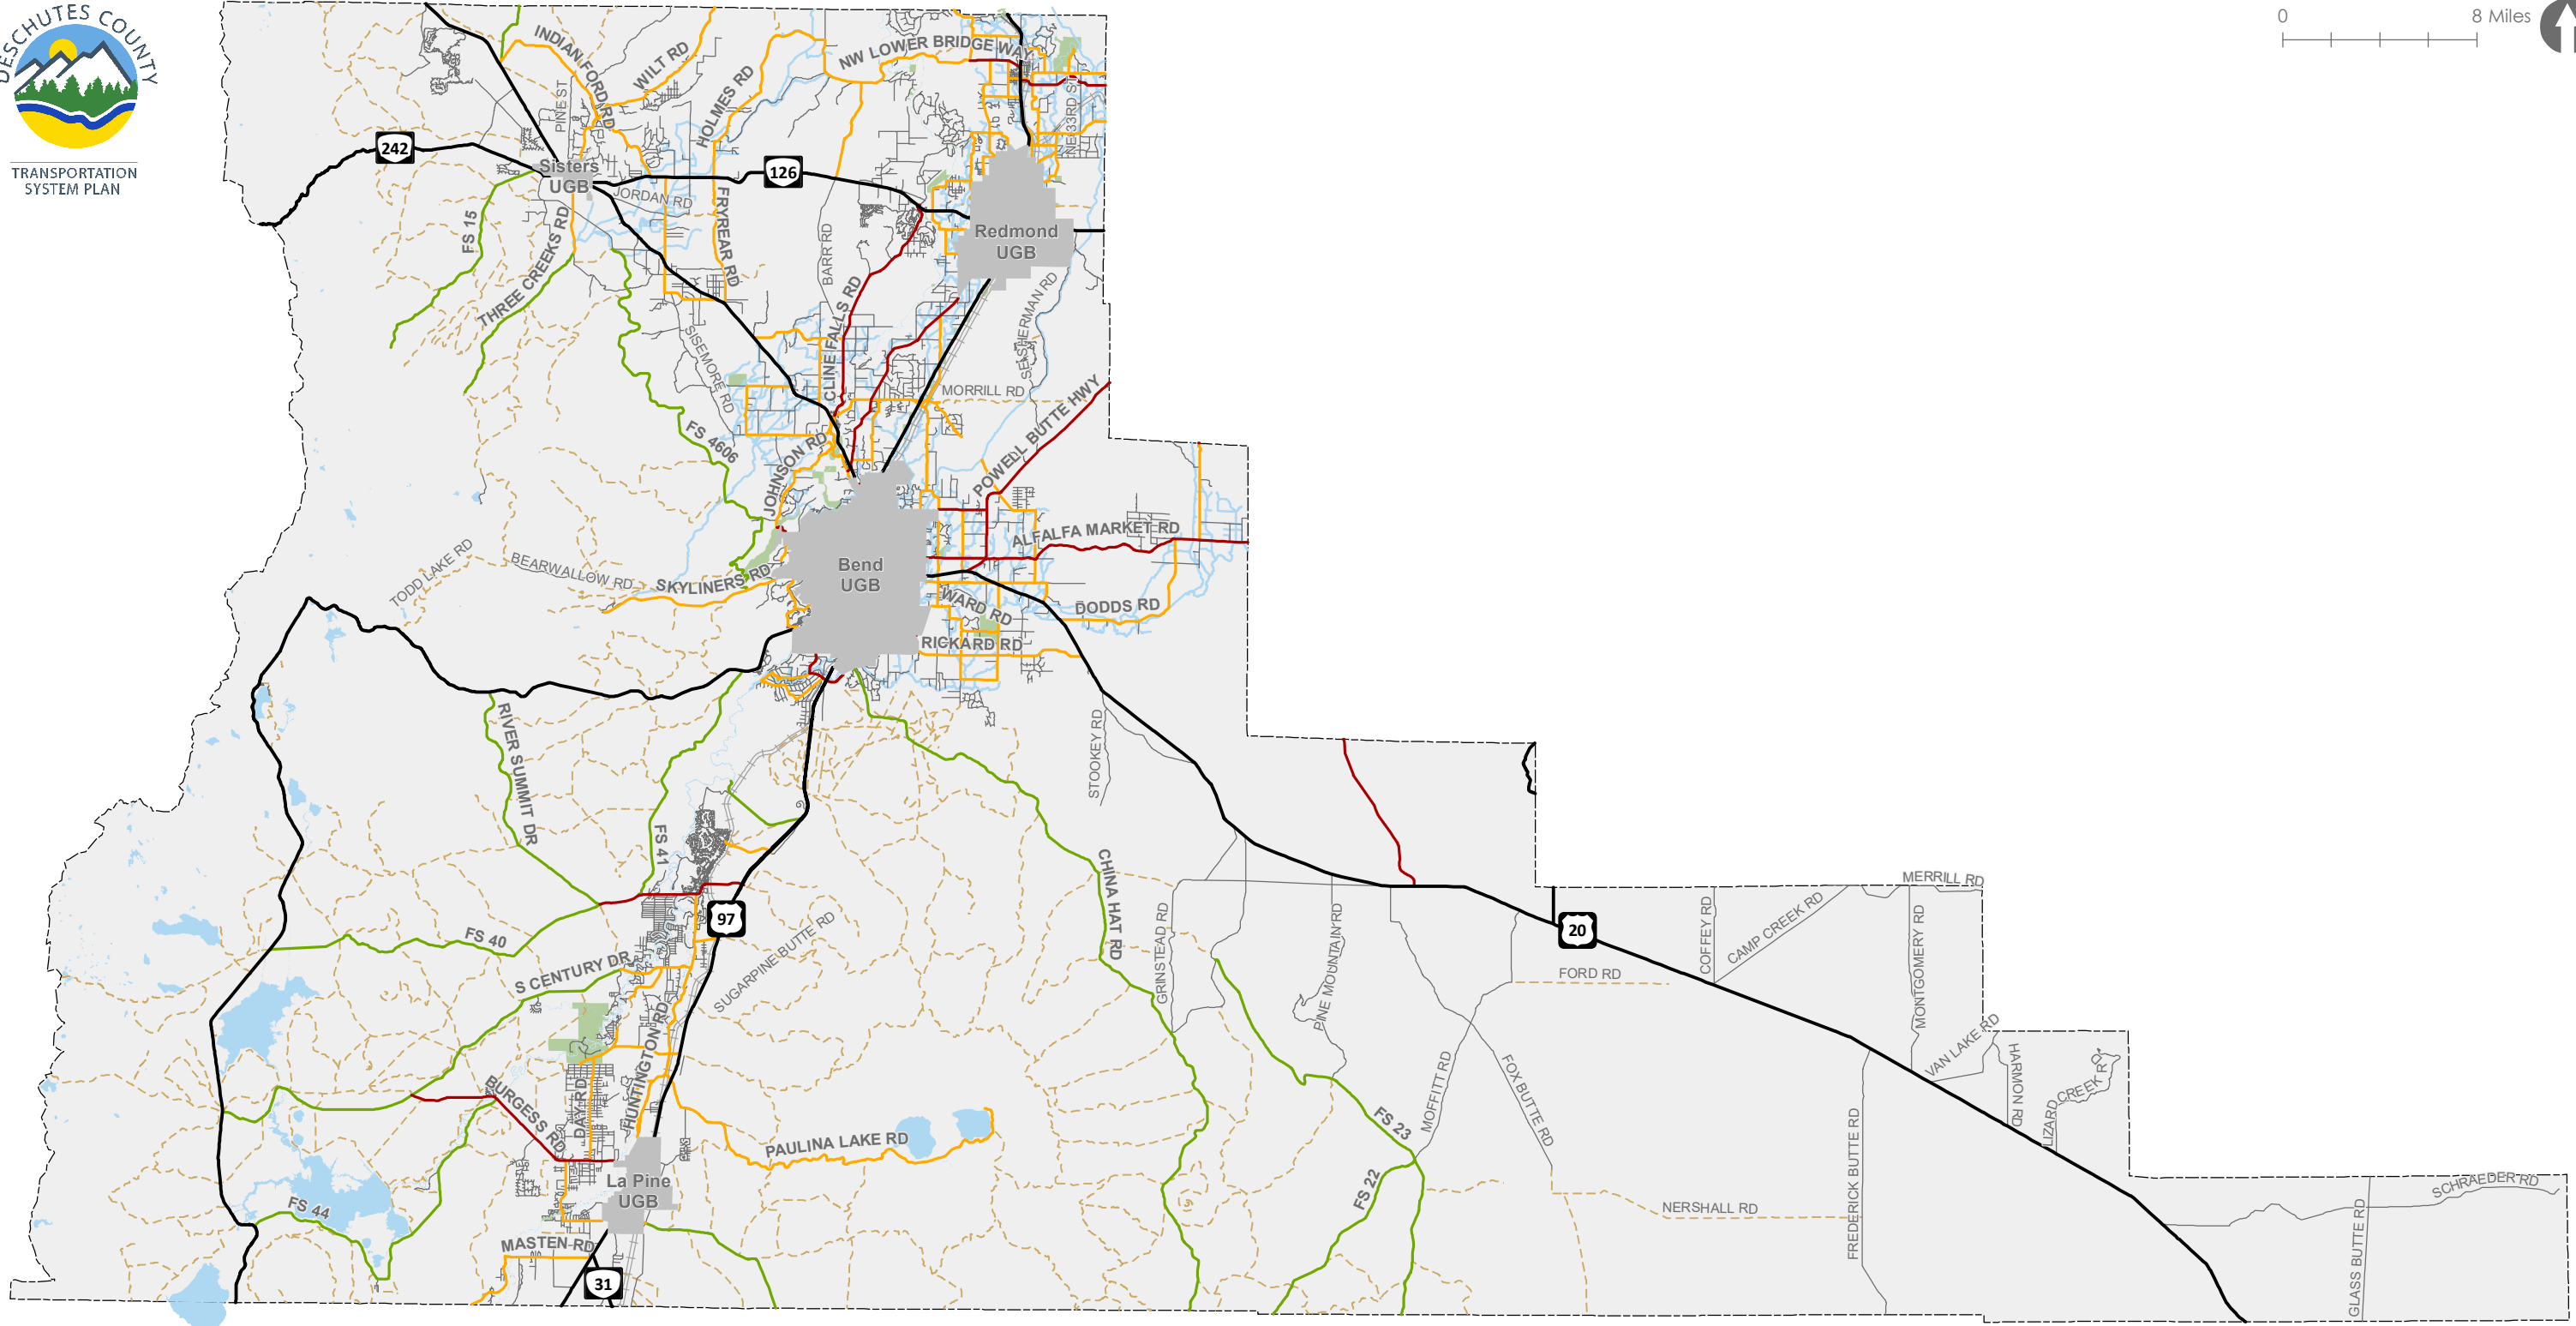 DESCHUTES COUNTY
TRANSPORTATION
SYSTEM PLAN
0 8 Miles
INDIAN FORD RD
WILT RD
HOLMES RD
NW LOWER BRIDGE WAY
PINE ST
NE 33RD ST
242
Sisters
UGB
126
JORDAN RD
FRYREAR RD
BARR RD
FS 15
THREE CREEKS RD
Redmond
UGB
CLINE FALLS RD
SE SHERMAN RD
SISEMORE RD
MORRILL RD
POWELL BUTTE HWY
FS 4606
JOHNSON RD
ALFALFA MARKET RD
TODD LAKE RD
BEARWALLOW RD
SKYLINERS RD
Bend
UGB
WARD RD
DODDS RD
RICKARD RD
RIVER SUMMIT DR
STOOKEY RD
FS 41
CHINA HAT RD
97
SUGARPINE BUTTE RD
FS 40
S CENTURY DR
GRINSTEAD RD
PINE MOUNTAIN RD
20
FORD RD
COFFEY RD
CAMP CREEK RD
MERRILL RD
MONTGOMERY RD
VAN LAKE RD
HARMON RD
LIZARD CREEK RD
HUNTINGTON RD
BURGESS RD
DAY RD
PAULINA LAKE RD
MOFFITT RD
FOX BUTTE RD
FS 23
FS 22
FREDERICK BUTTE RD
NERSHALL RD
SCHRAEDER RD
GLASS BUTTE RD
La Pine
UGB
FS 44
MASTEN RD
31